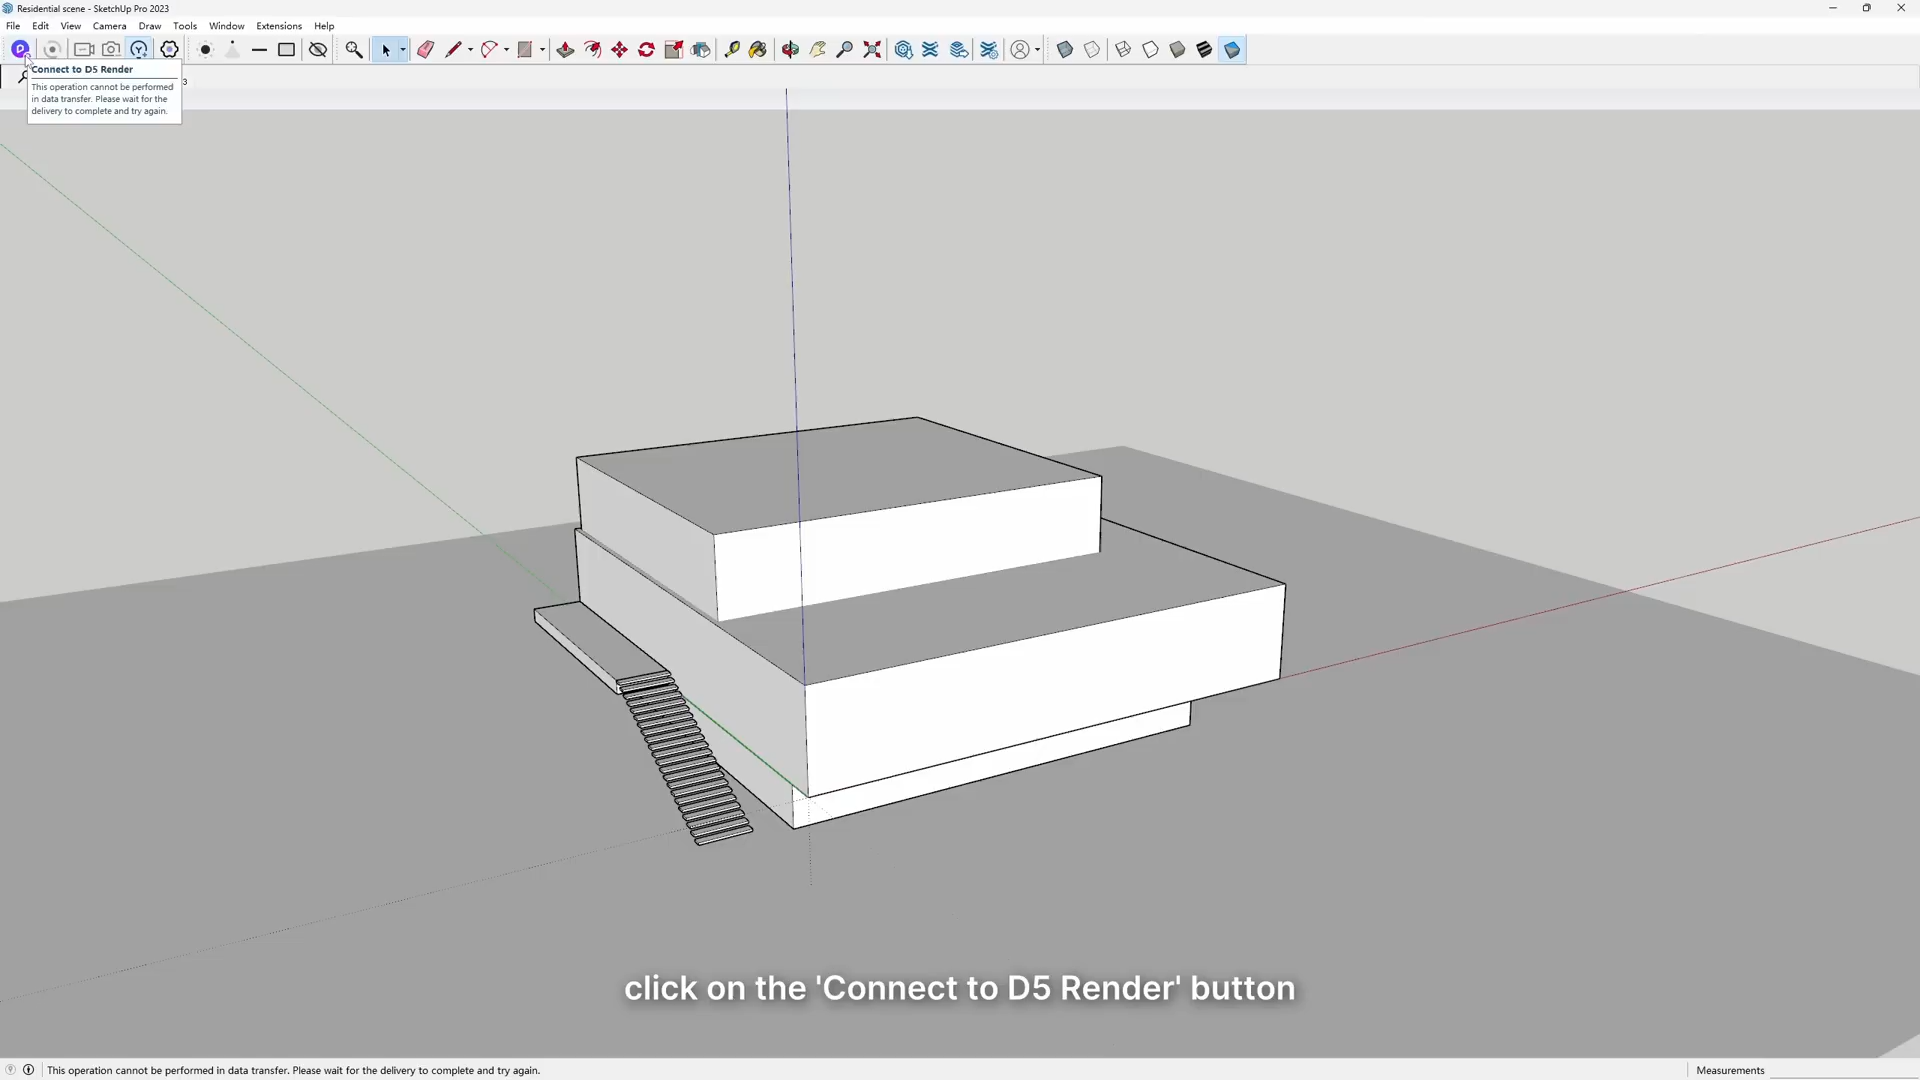 Residential scene - SketchUp Pro 2023
File Edit View Camera Draw Tools Window Extensions Help
Connect to D5 Render
This operation cannot be performed
in data transfer. Please wait for the
delivery to complete and try again.
3
click on the 'Connect to D5 Render' button
This operation cannot be performed in data transfer. Please wait for the delivery to complete and try again.
Measurements